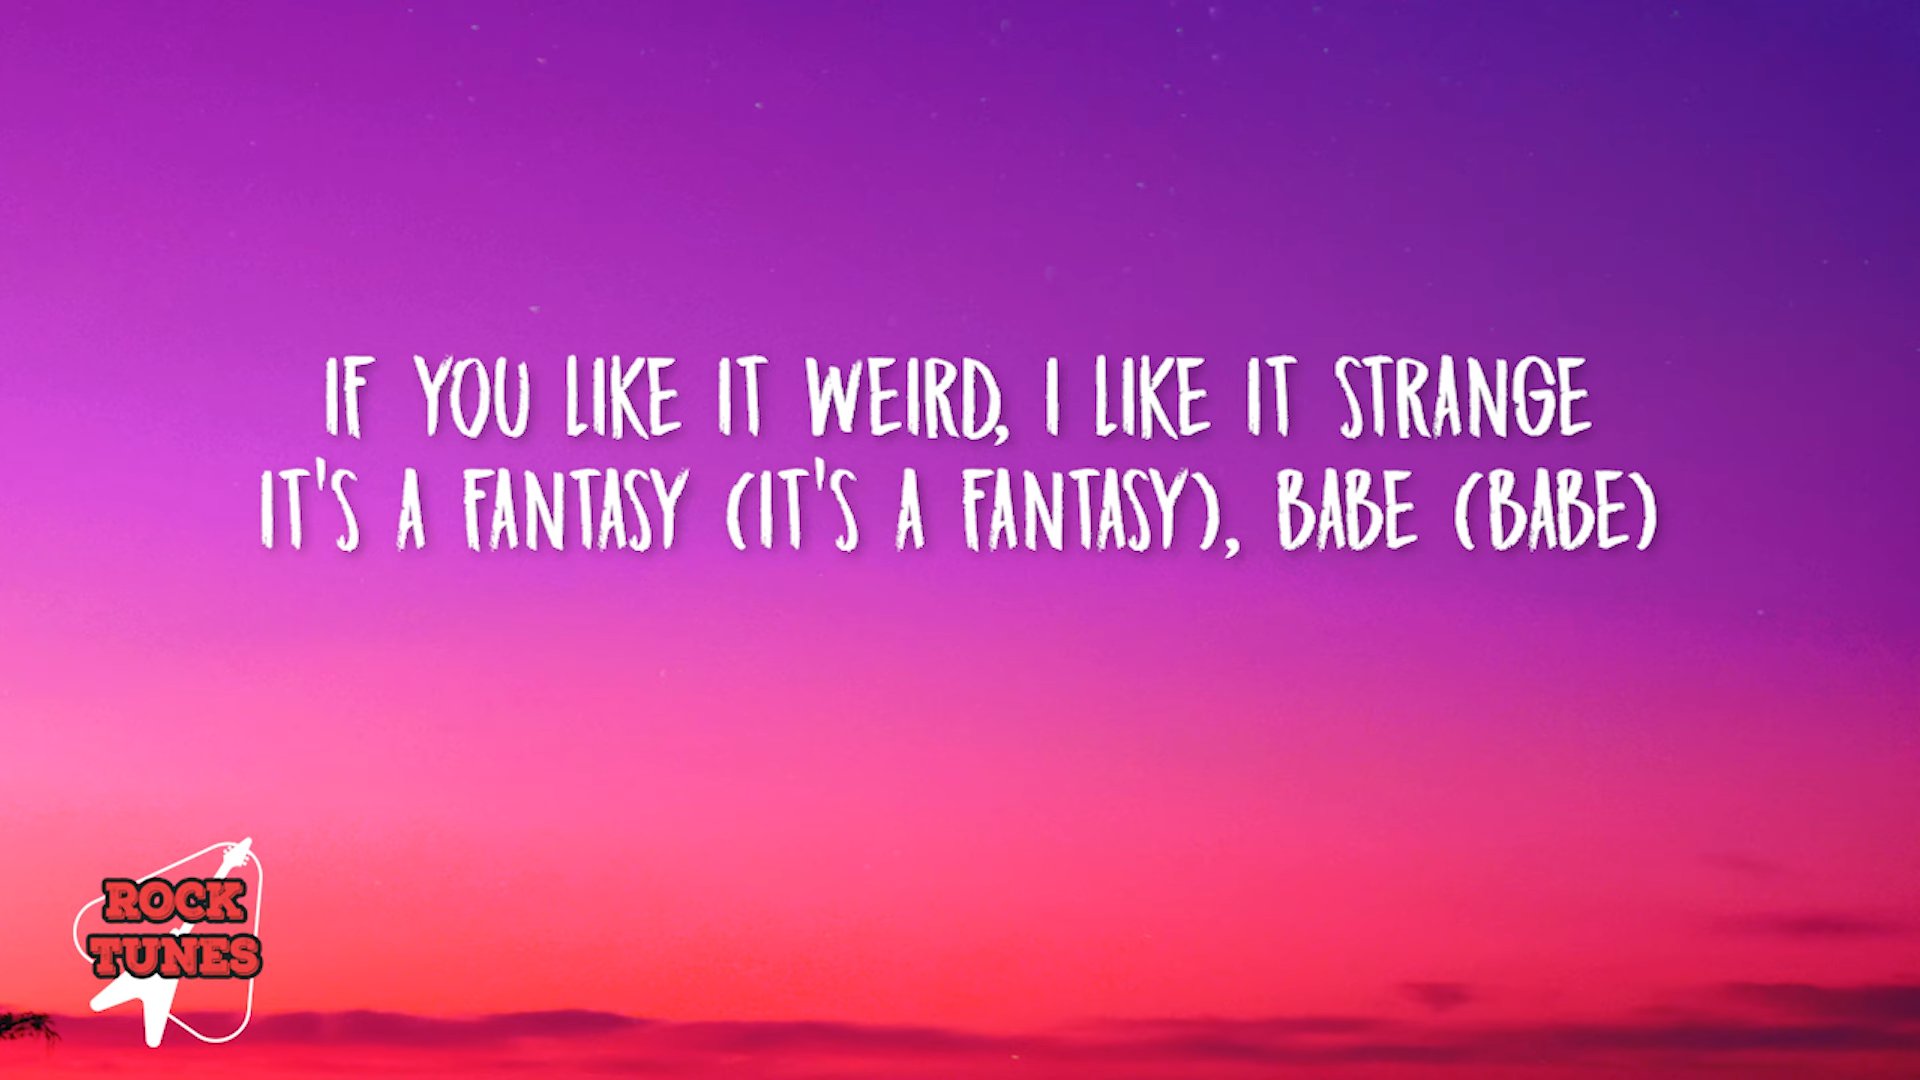 IF YOU LIKE IT WEIRD, I LIKE IT STRANGE
IT'S A FANTASY (IT'S A FANTASY), BABE (BABE)
ROCK
TUNES